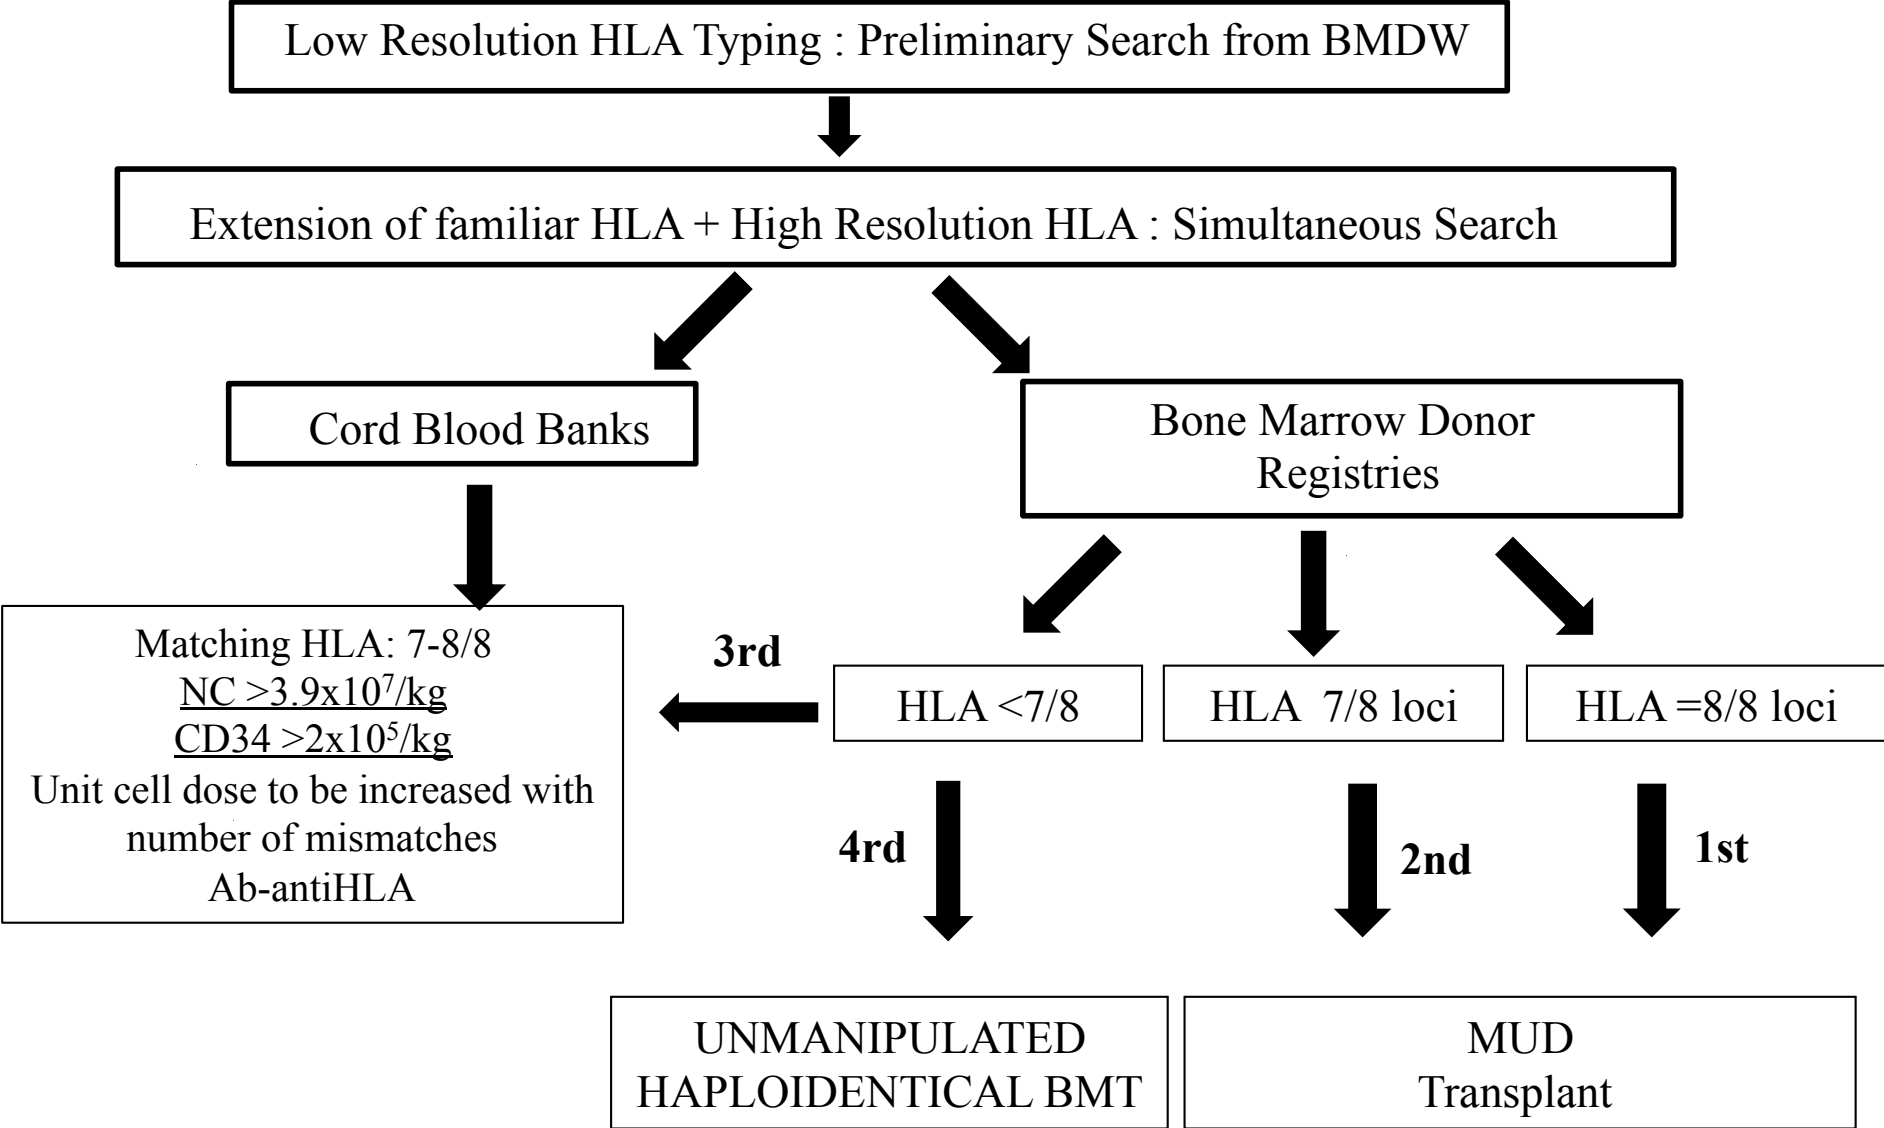 Low Resolution HLA Typing : Preliminary Search from BMDW
Extension of familiar HLA + High Resolution HLA : Simultaneous Search
Cord Blood Banks
Bone Marrow Donor
Registries
Matching HLA: 7-8/8
NC >3.9x10⁷/kg
CD34 >2x10⁵/kg
Unit cell dose to be increased with
number of mismatches
Ab-antiHLA
3rd
HLA <7/8
HLA 7/8 loci
HLA =8/8 loci
4rd
2nd
1st
UNMANIPULATED
HAPLOIDENTICAL BMT
MUD
Transplant